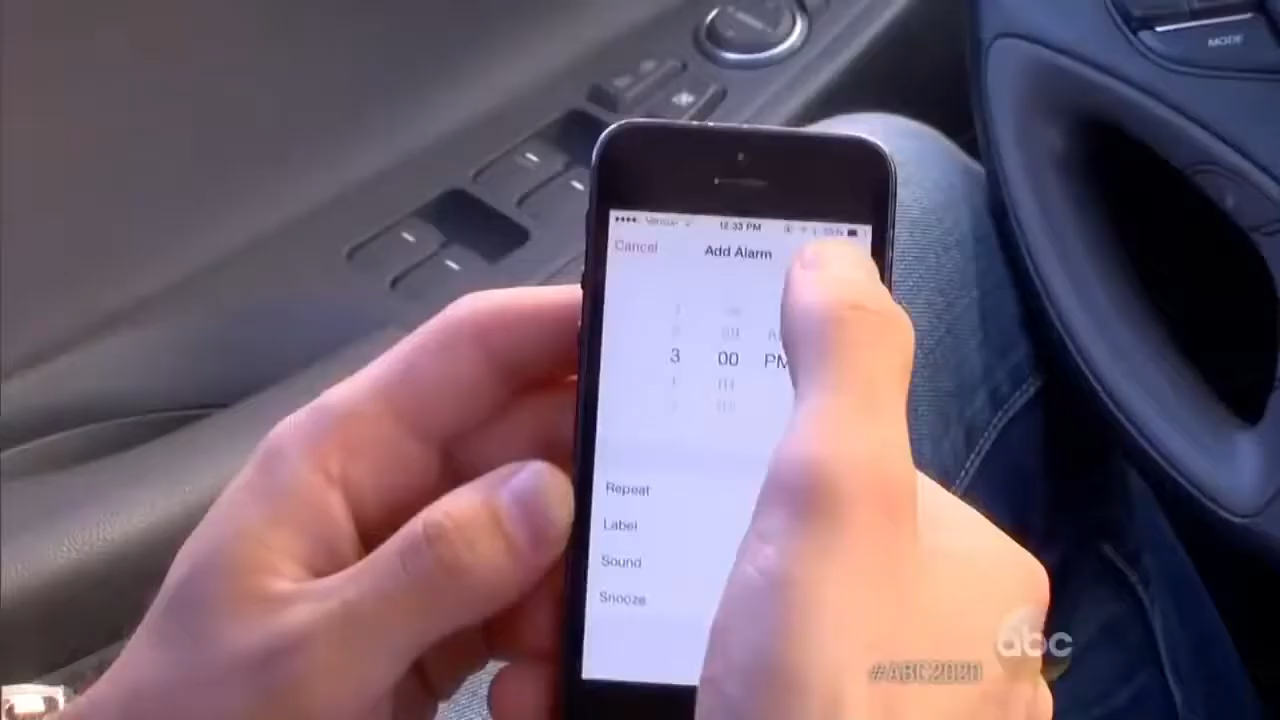 MODE
12:33 PM
Cancel
Add Alarm
3 00 PM
Repeat
Label
Sound
Snooze
abc
#ABC2020